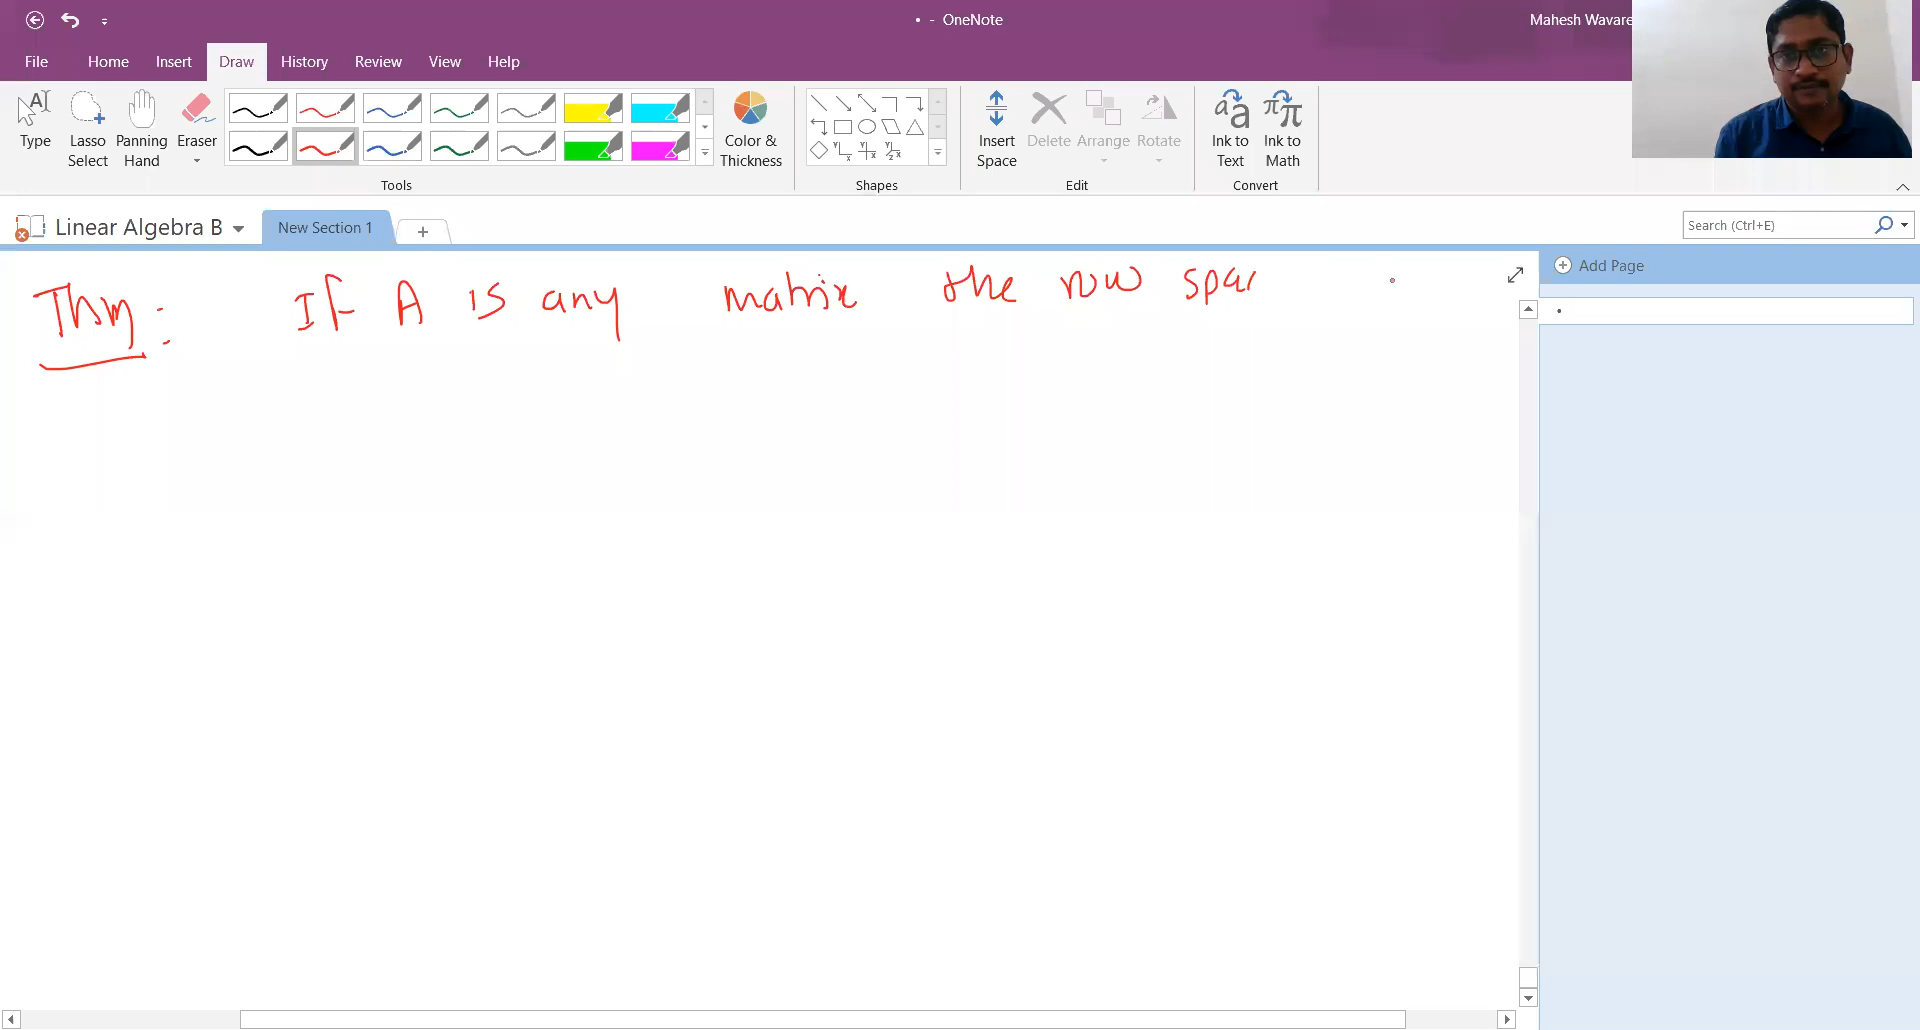 • - OneNote
Mahesh Wavare
File Home Insert Draw History Review View Help
Type
Lasso Select
Panning Hand
Eraser
Color & Thickness
Insert Space
Delete
Arrange
Rotate
Ink to Text
Ink to Math
Tools
Shapes
Edit
Convert
Linear Algebra B
New Section 1
Search (Ctrl+E)
Add Page
Thm: If A is any matrix the row spac